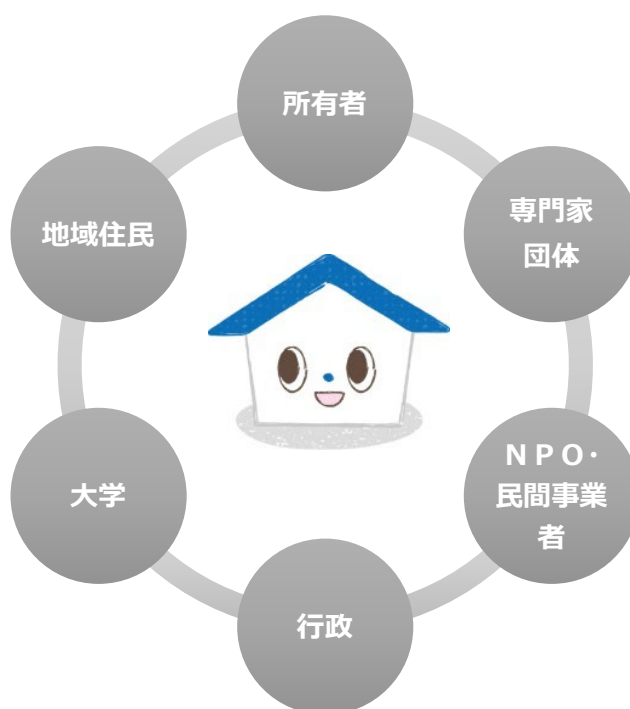 所有者
専門家
団体
ＮＰＯ・
民間事業
者
行政
大学
地域住民